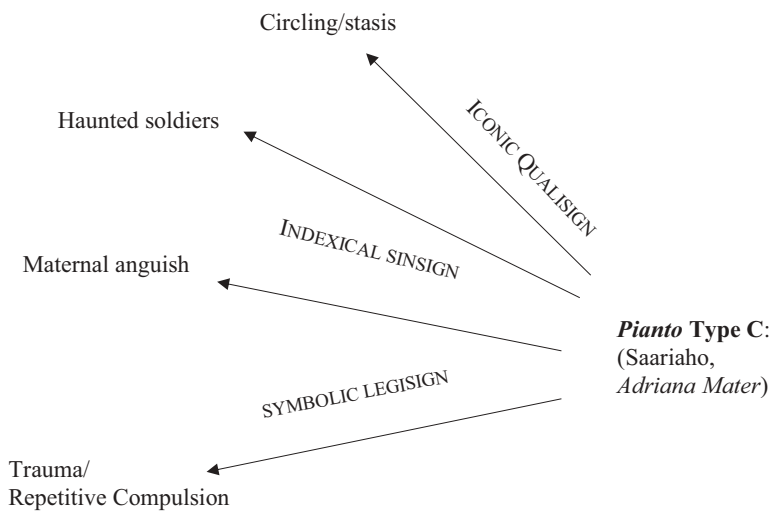 Circling/stasis
Haunted soldiers
ICONIC QUALISIGN
INDEXICAL SINSIGN
Maternal anguish
Pianto Type C:
(Saariaho,
Adriana Mater)
SYMBOLIC LEGISIGN
Trauma/
Repetitive Compulsion